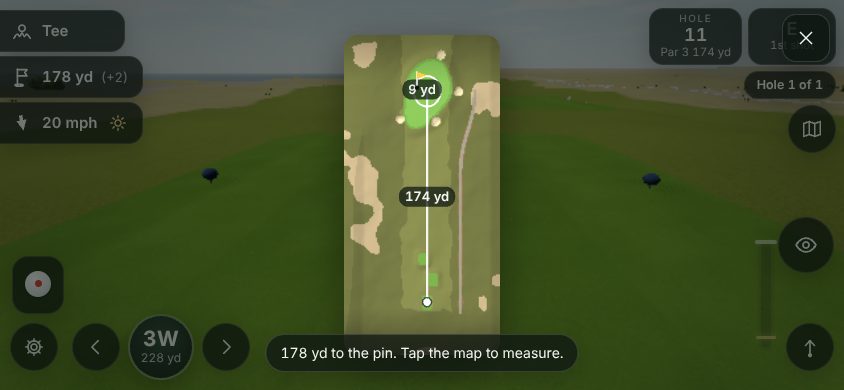 Tee
178 yd (+2)
20 mph
HOLE
11
Par 3 174 yd
E
1st
Hole 1 of 1
9 yd
174 yd
3W
228 yd
178 yd to the pin. Tap the map to measure.